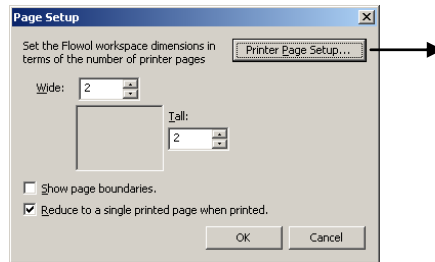 Page Setup
Set the Flowol workspace dimensions in
terms of the number of printer pages
Printer Page Setup...
Wide:
2
Tall:
2
Show page boundaries.
Reduce to a single printed page when printed.
OK
Cancel